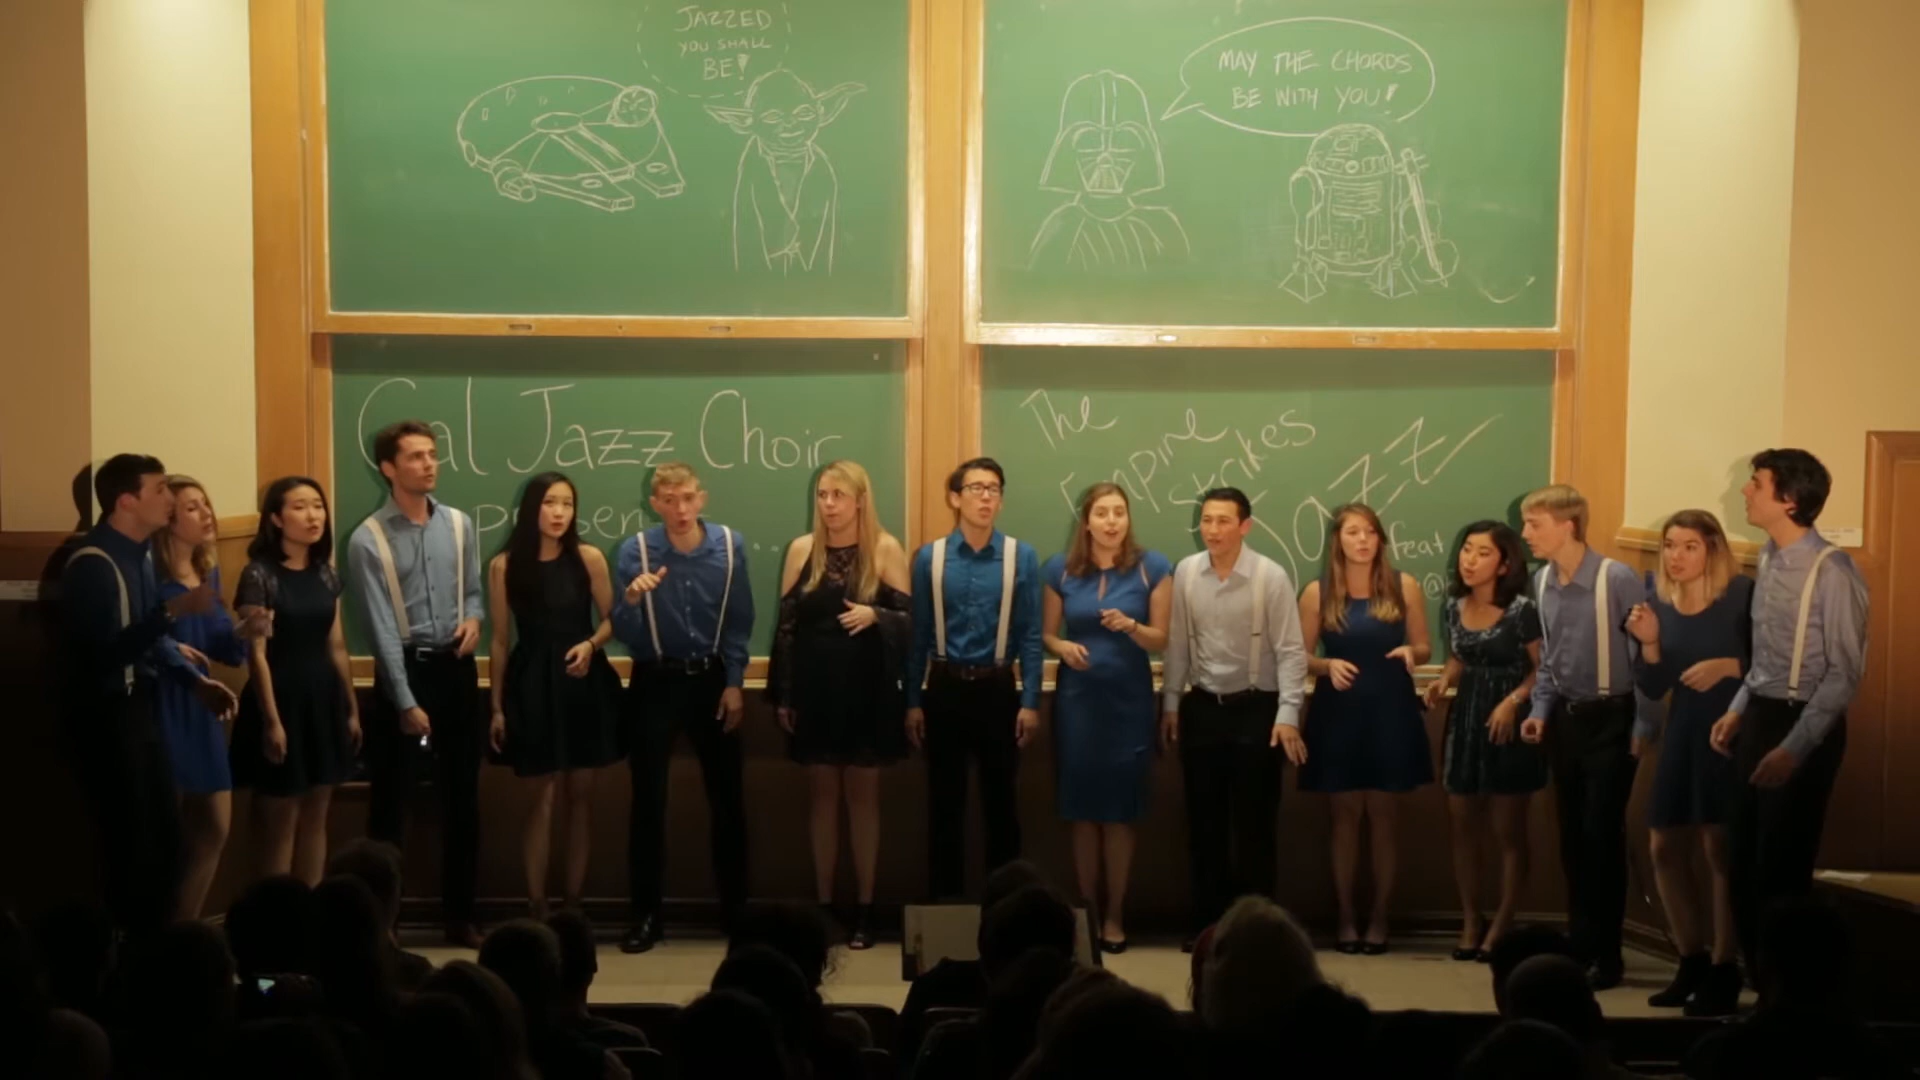 JAZZED
YOU SHALL
BE!
MAY THE CHORDS
BE WITH YOU!
Cal Jazz Choir
The
Empire
Strikes
Jazz
feat